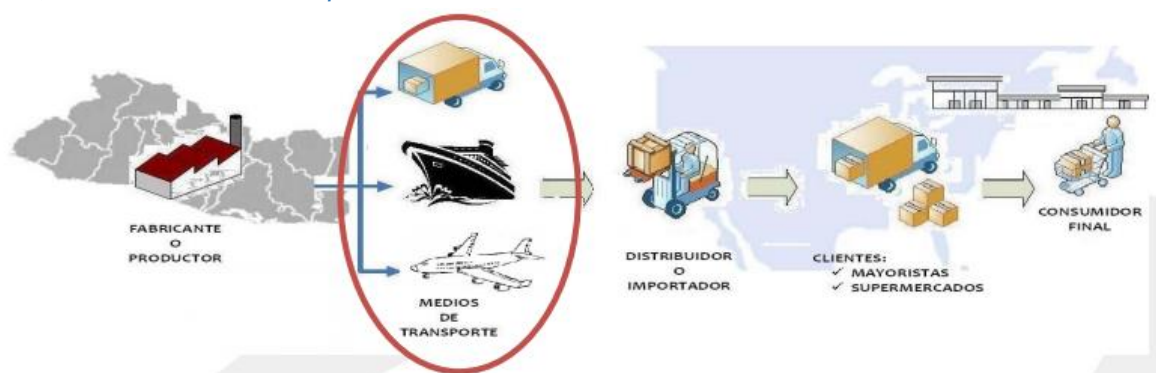 FABRICANTE
O
PRODUCTOR
MEDIOS
DE
TRANSPORTE
DISTRIBUIDOR
O
IMPORTADOR
CLIENTES:
✓ MAYORISTAS
✓ SUPERMERCADOS
CONSUMIDOR
FINAL